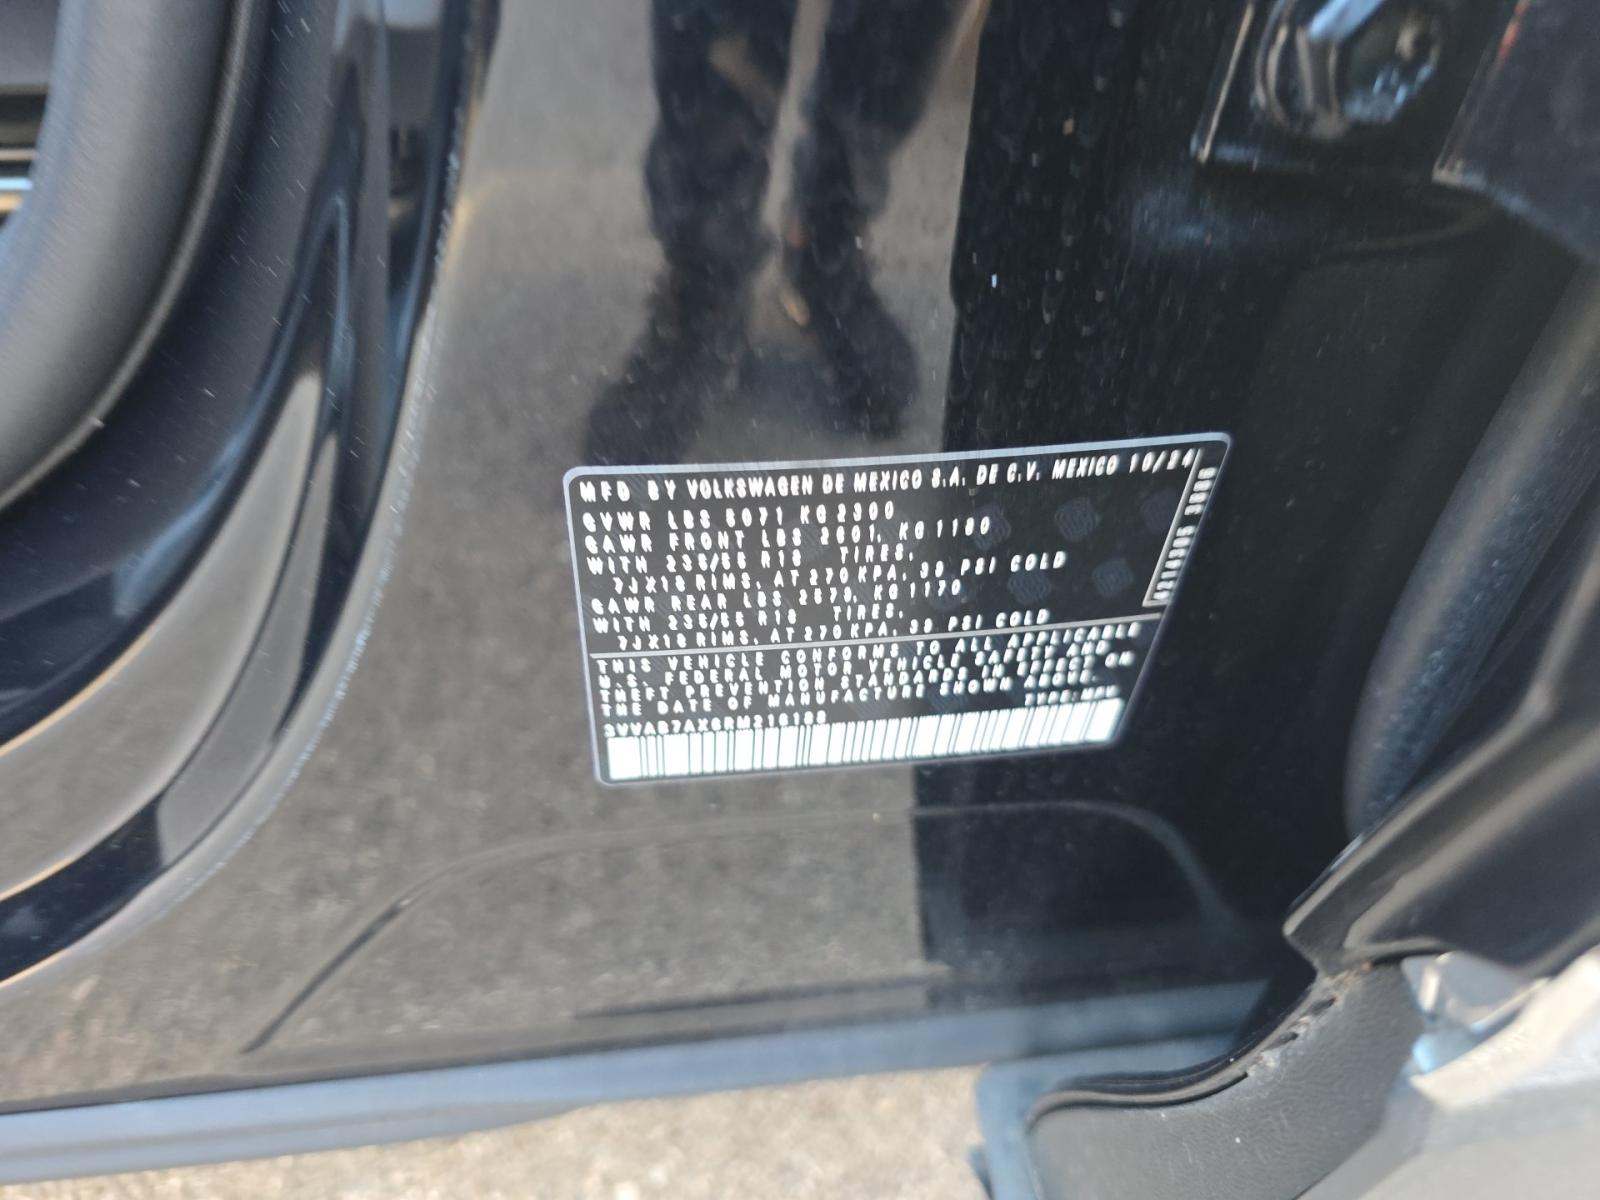 MFD BY VOLKSWAGEN DE MEXICO S.A. DE C.V. MEXICO 10/24
GVWR LBS 5071 KG 2300
GAWR FRONT LBS 2601, KG 1180
WITH 235/55 R18 TIRES,
7JX18 RIMS, AT 270 KPA, 39 PSI COLD
GAWR REAR LBS 2579, KG 1170
WITH 235/55 R18 TIRES,
7JX18 RIMS, AT 270 KPA, 39 PSI COLD
THIS VEHICLE CONFORMS TO ALL APPLICABLE
U.S. FEDERAL MOTOR VEHICLE SAFETY AND
THEFT PREVENTION STANDARDS IN EFFECT ON
THE DATE OF MANUFACTURE SHOWN ABOVE.
TYPE: MPV